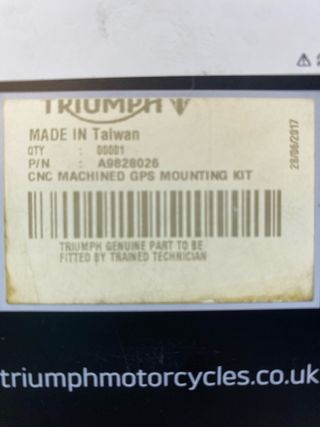 TRIUMPH
MADE IN Taiwan
QTY : 00001
P/N : A9828026
CNC MACHINED GPS MOUNTING KIT
28/06/2017
TRIUMPH GENUINE PART TO BE
FITTED BY TRAINED TECHNICIAN
triumphmotorcycles.co.uk